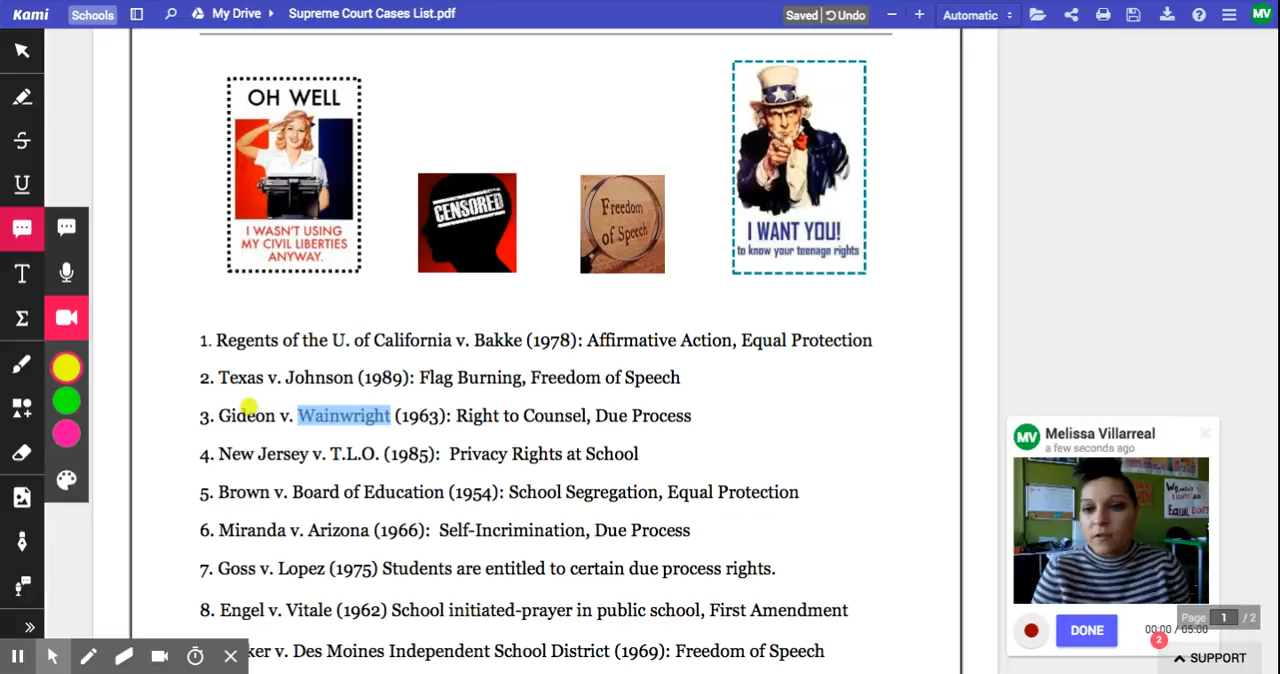 Kami
Schools
My Drive
Supreme Court Cases List.pdf
Saved
Undo
Automatic
MV
OH WELL
I WASN'T USING
MY CIVIL LIBERTIES
ANYWAY.
CENSORED
Freedom
of Speech
I WANT YOU!
to know your teenage rights
1. Regents of the U. of California v. Bakke (1978): Affirmative Action, Equal Protection
2. Texas v. Johnson (1989): Flag Burning, Freedom of Speech
3. Gideon v. Wainwright (1963): Right to Counsel, Due Process
4. New Jersey v. T.L.O. (1985): Privacy Rights at School
5. Brown v. Board of Education (1954): School Segregation, Equal Protection
6. Miranda v. Arizona (1966): Self-Incrimination, Due Process
7. Goss v. Lopez (1975) Students are entitled to certain due process rights.
8. Engel v. Vitale (1962) School initiated-prayer in public school, First Amendment
v. Des Moines Independent School District (1969): Freedom of Speech
MV
Melissa Villarreal
a few seconds ago
DONE
00:00 / 05:00
2
Page 1 / 2
SUPPORT